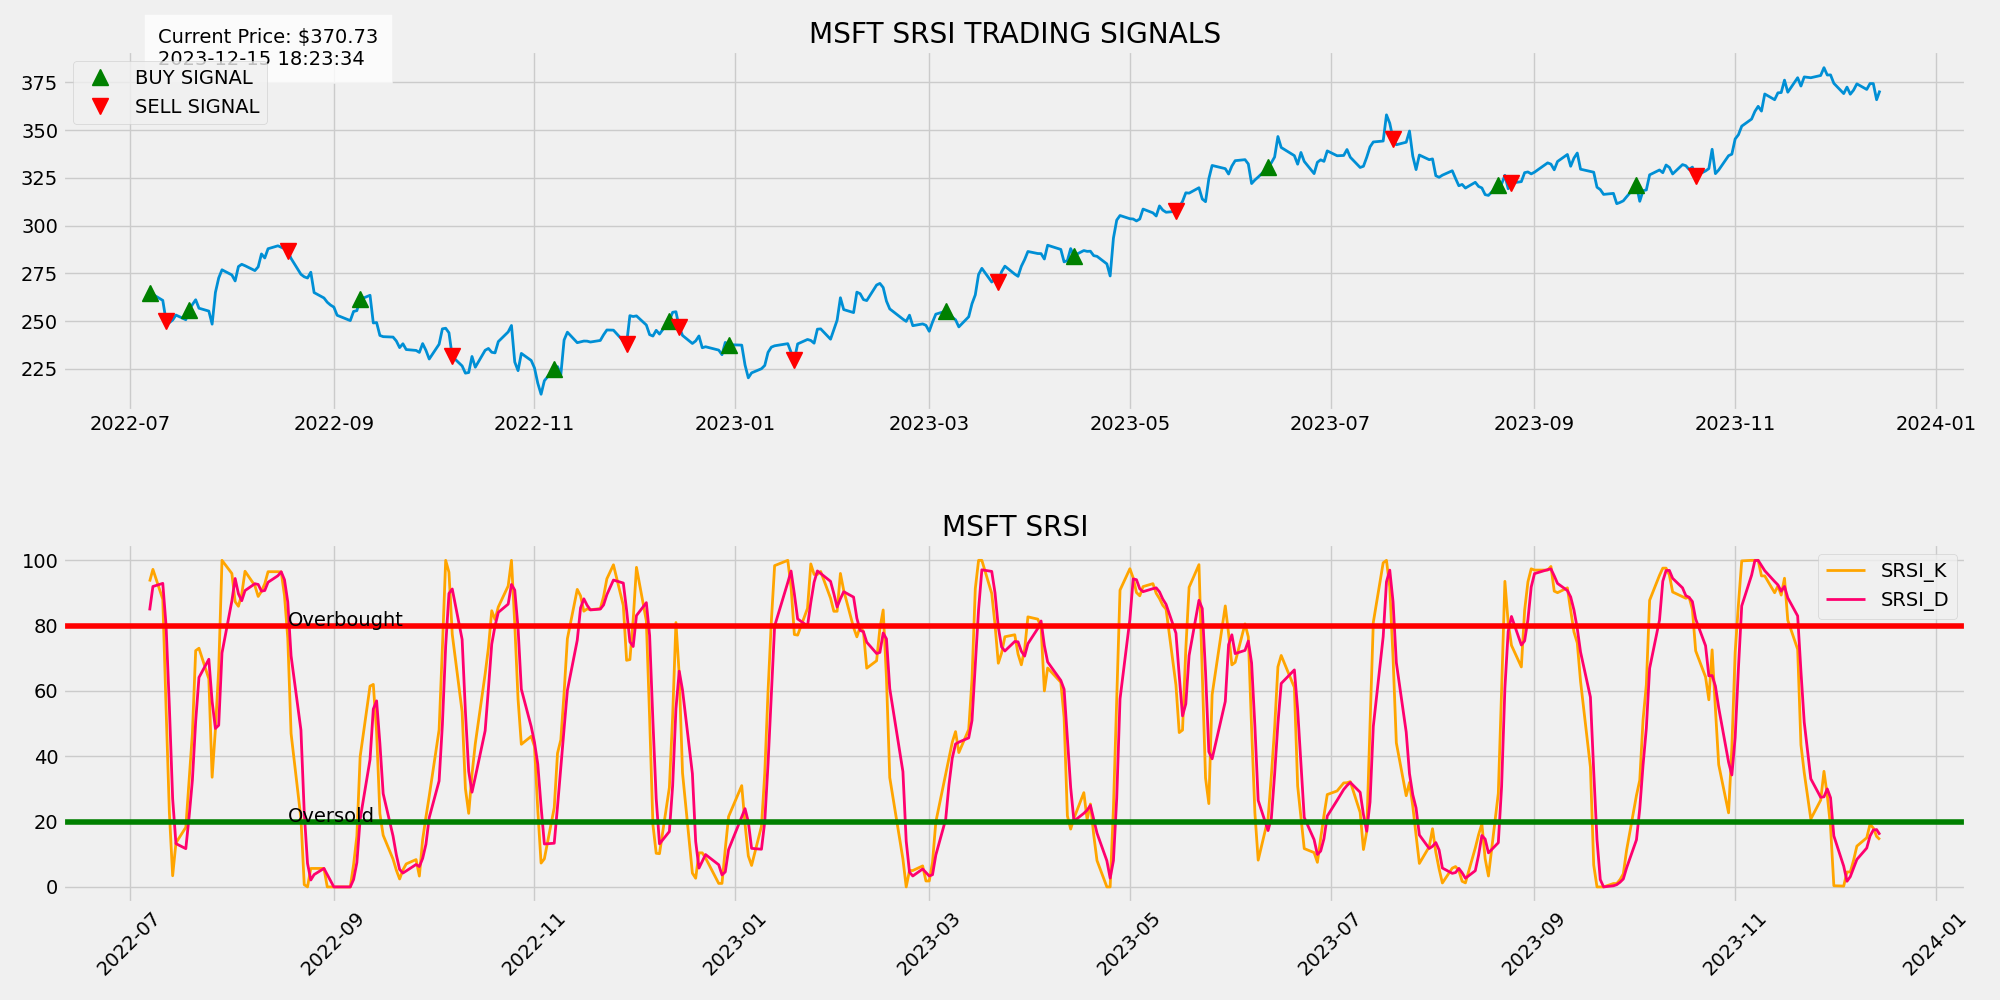 MSFT SRSI TRADING SIGNALS
Current Price: $370.73
2023-12-15 18:23:34
BUY SIGNAL
SELL SIGNAL
375
350
325
300
275
250
225
2022-07 2022-09 2022-11 2023-01 2023-03 2023-05 2023-07 2023-09 2023-11 2024-01
MSFT SRSI
SRSI_K
SRSI_D
100
80
60
40
20
0
Overbought
Oversold
2022-07 2022-09 2022-11 2023-01 2023-03 2023-05 2023-07 2023-09 2023-11 2024-01